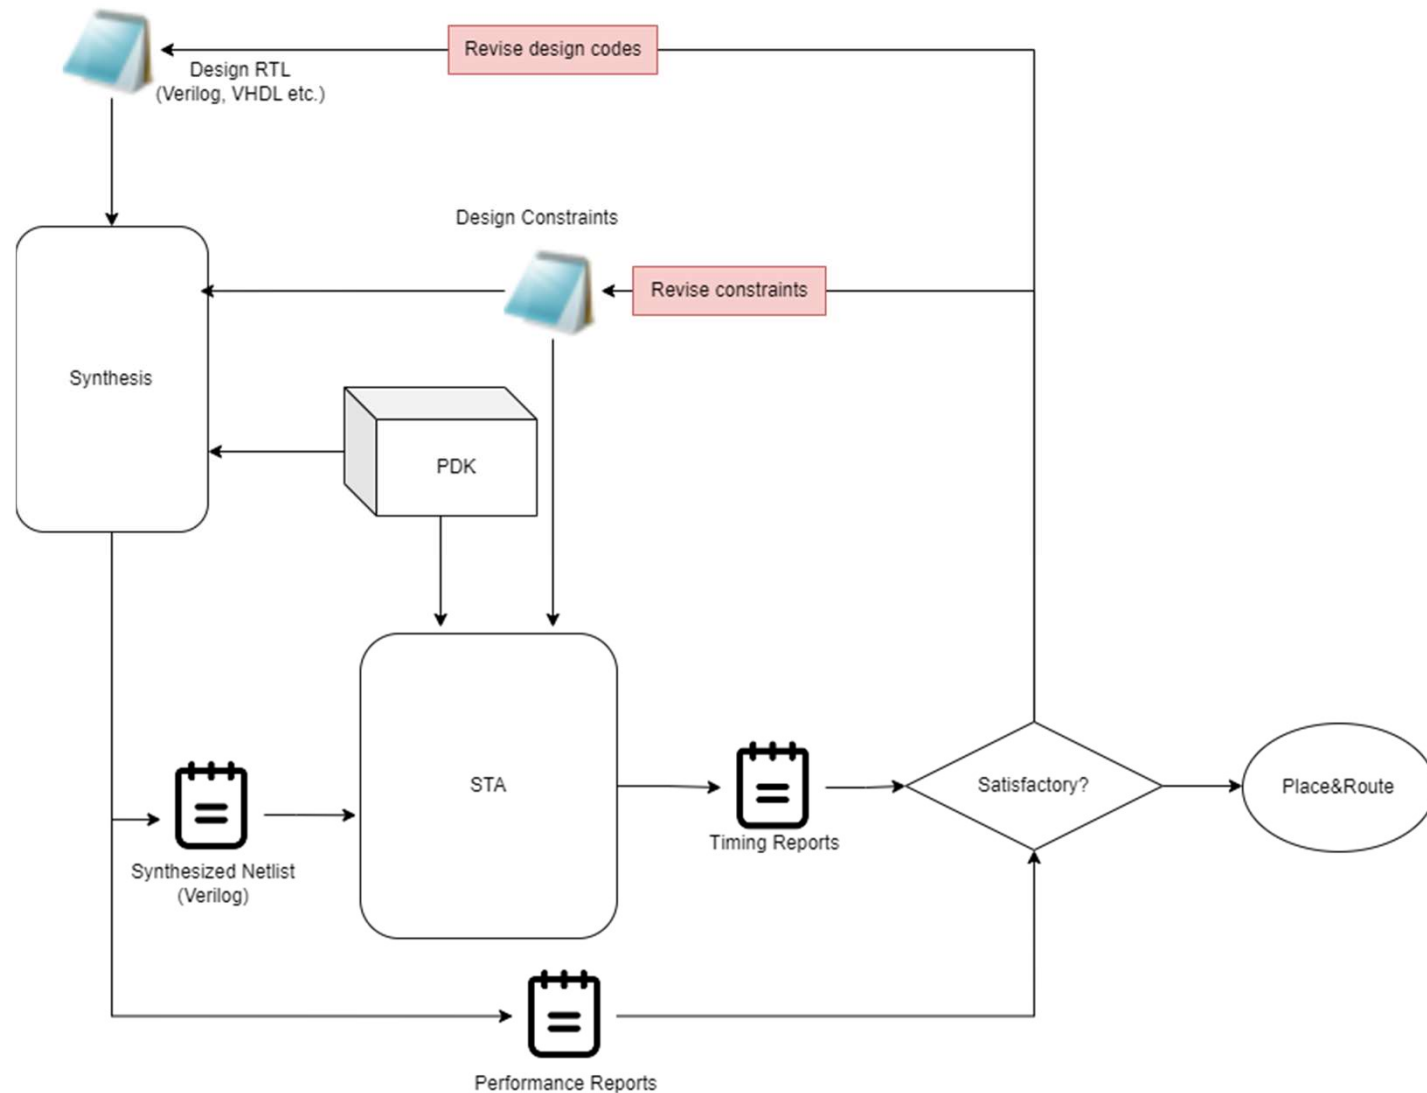 Revise design codes
Design RTL
(Verilog, VHDL etc.)
Design Constraints
Revise constraints
Synthesis
PDK
STA
Satisfactory?
Place&Route
Timing Reports
Synthesized Netlist
(Verilog)
Performance Reports